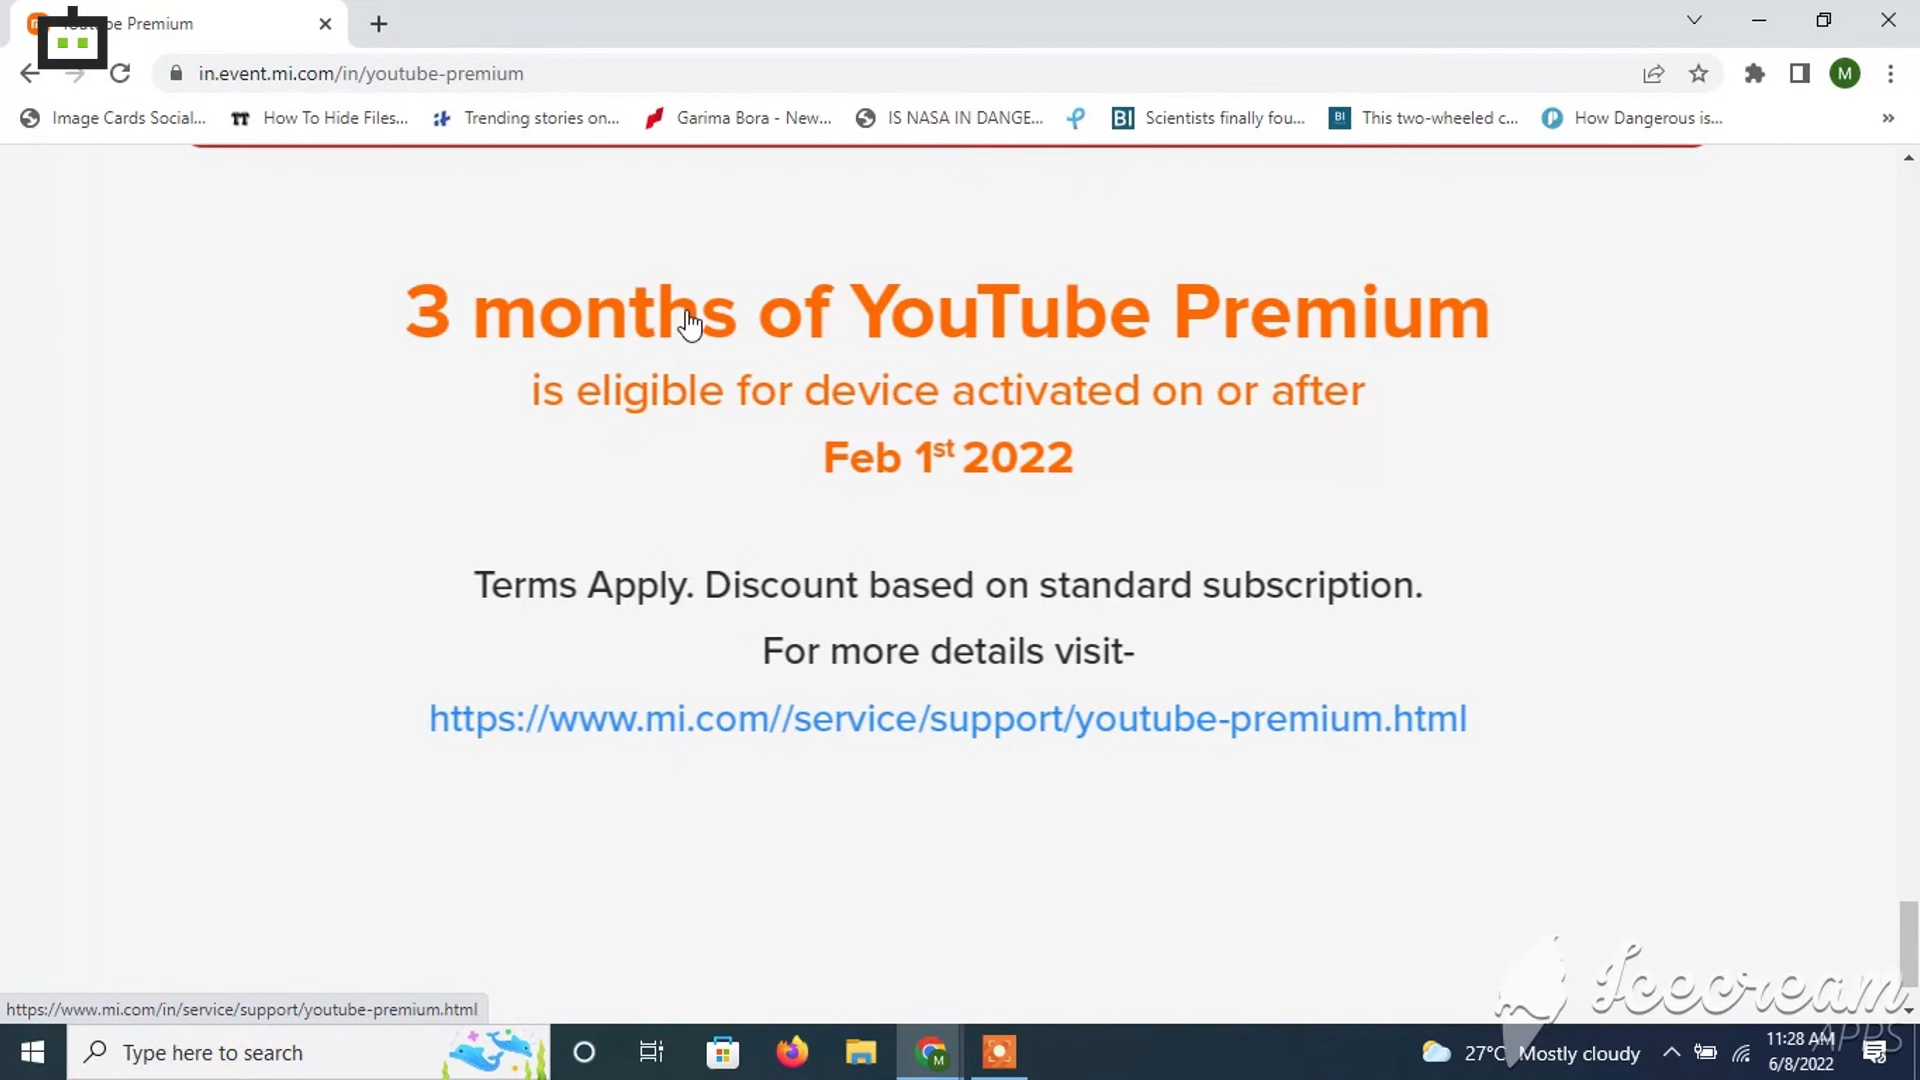 Premium
in.event.mi.com/in/youtube-premium
Image Cards Social...
How To Hide Files...
Trending stories on...
Garima Bora - New...
IS NASA IN DANGE...
BI
Scientists finally fou...
BI
This two-wheeled c...
How Dangerous is...
M
3 months of YouTube Premium
is eligible for device activated on or after
Feb 1st 2022
Terms Apply. Discount based on standard subscription.
For more details visit-
https://www.mi.com//service/support/youtube-premium.html
Icecream
APPS
https://www.mi.com/in/service/support/youtube-premium.html
Type here to search
M
27°C Mostly cloudy
11:28 AM
6/8/2022